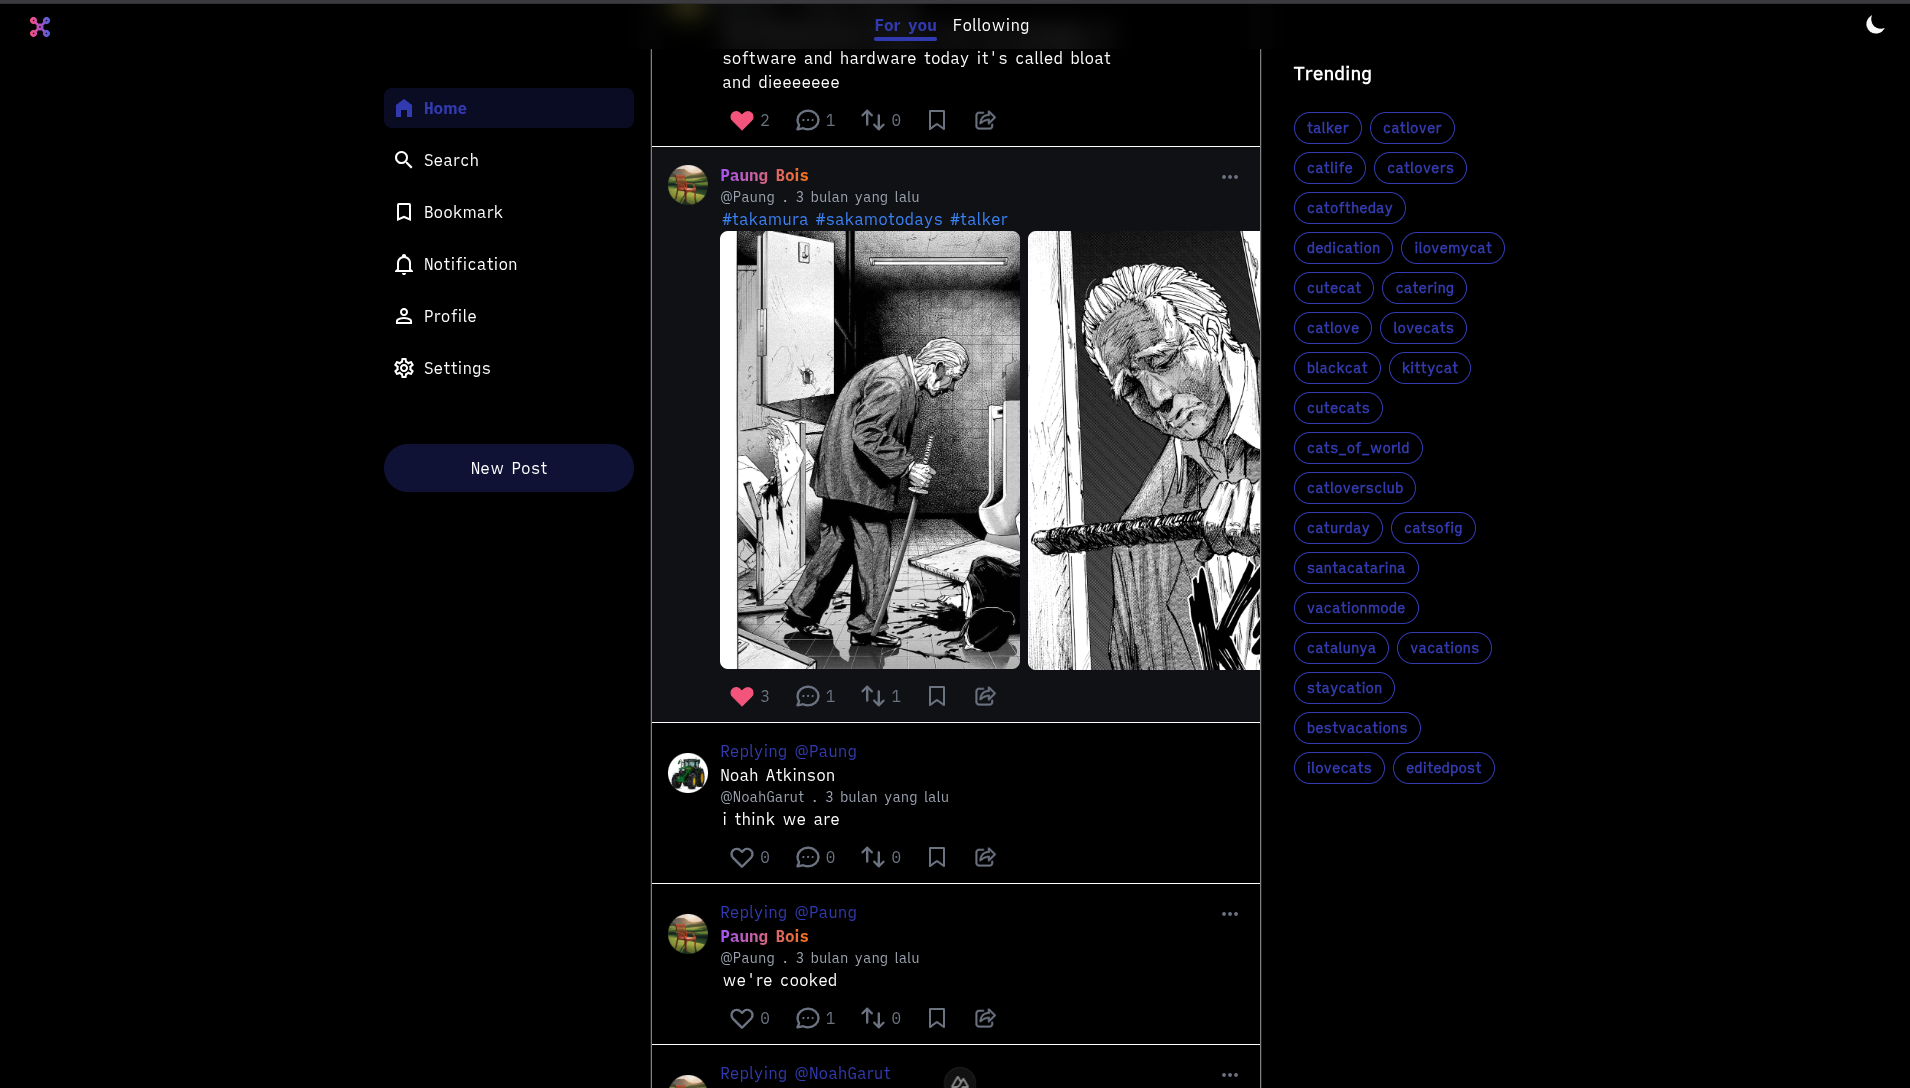 For you Following
Home
Search
Bookmark
Notification
Profile
Settings
New Post
software and hardware today it's called bloat
and dieeeeeee
2 1 0
Paung Bois
@Paung . 3 bulan yang lalu
#takamura #sakamotodays #talker
3 1 1
Replying @Paung
Noah Atkinson
@NoahGarut . 3 bulan yang lalu
i think we are
0 0 0
Replying @Paung
Paung Bois
@Paung . 3 bulan yang lalu
we're cooked
0 1 0
Replying @NoahGarut
Trending
talker catlover
catlife catlovers
catoftheday
dedication ilovemycat
cutecat catering
catlove lovecats
blackcat kittycat
cutecats
cats_of_world
catloversclub
caturday catsofig
santacatarina
vacationmode
catalunya vacations
staycation
bestvacations
ilovecats editedpost